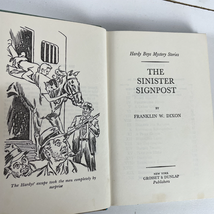 Hardy Boys Mystery Stories
THE
SINISTER
SIGNPOST
BY
FRANKLIN W. DIXON
NEW YORK
GROSSET & DUNLAP
Publishers
The Hardys' escape took the men completely by
surprise